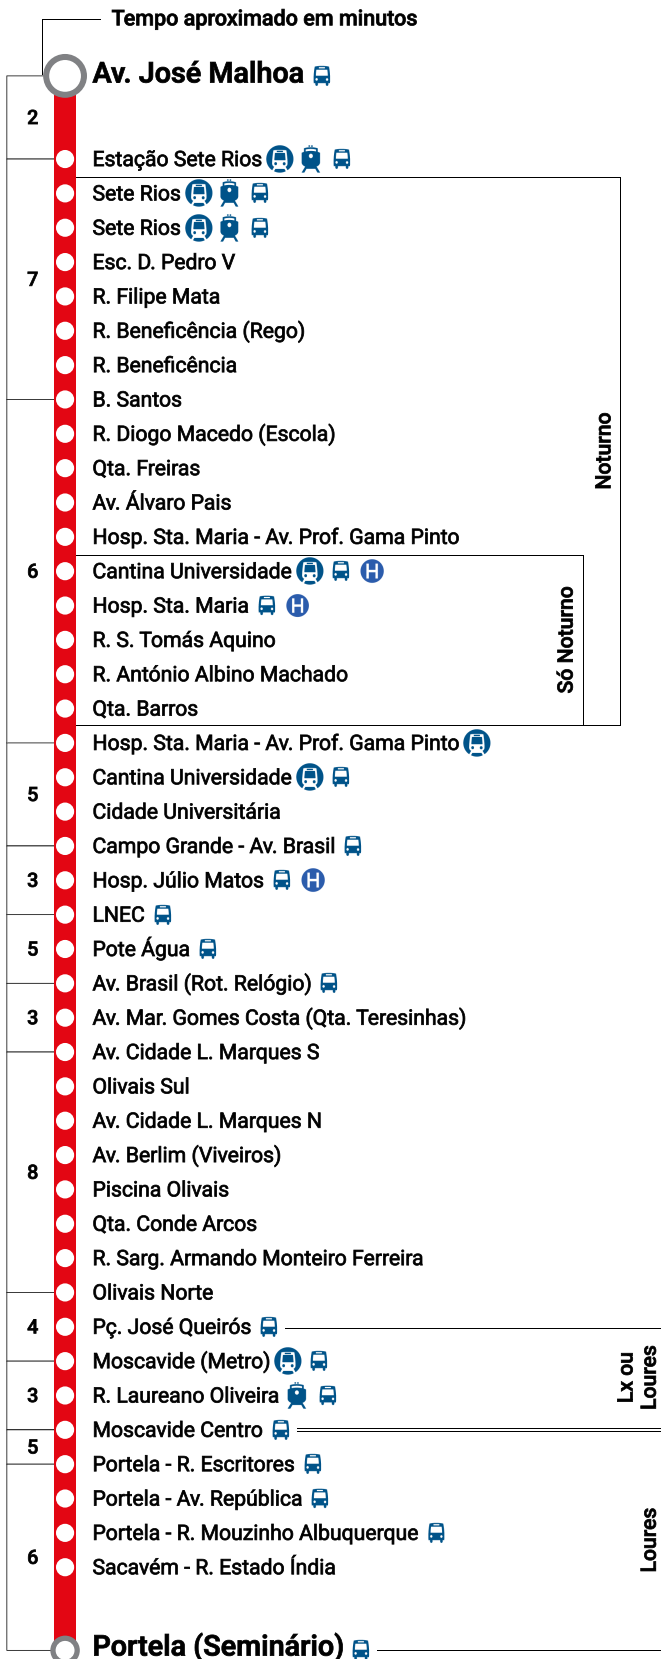 Tempo aproximado em minutos
Av. José Malhoa
2
Estação Sete Rios
Sete Rios
Sete Rios
Esc. D. Pedro V
7
R. Filipe Mata
R. Beneficência (Rego)
R. Beneficência
B. Santos
R. Diogo Macedo (Escola)
Noturno
Qta. Freiras
Av. Álvaro Pais
Hosp. Sta. Maria - Av. Prof. Gama Pinto
6
Cantina Universidade
H
Hosp. Sta. Maria
H
R. S. Tomás Aquino
Só Noturno
R. António Albino Machado
Qta. Barros
Hosp. Sta. Maria - Av. Prof. Gama Pinto
Cantina Universidade
5
Cidade Universitária
Campo Grande - Av. Brasil
3
Hosp. Júlio Matos
H
LNEC
5
Pote Água
Av. Brasil (Rot. Relógio)
3
Av. Mar. Gomes Costa (Qta. Teresinhas)
Av. Cidade L. Marques S
Olivais Sul
Av. Cidade L. Marques N
Av. Berlim (Viveiros)
8
Piscina Olivais
Qta. Conde Arcos
R. Sarg. Armando Monteiro Ferreira
Olivais Norte
4
Pç. José Queirós
Moscavide (Metro)
Lx ou
Loures
3
R. Laureano Oliveira
Moscavide Centro
5
Portela - R. Escritores
Portela - Av. República
Portela - R. Mouzinho Albuquerque
Loures
6
Sacavém - R. Estado Índia
Portela (Seminário)